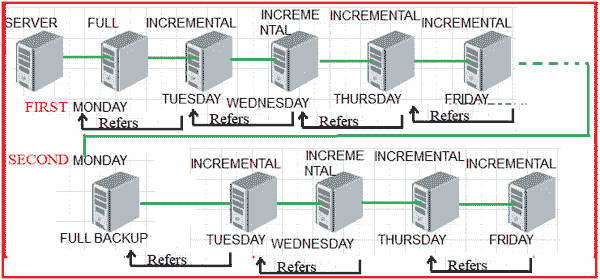 SERVER FULL INCREMENTAL INCREME NTAL INCREMENTAL INCREMENTAL
FIRST MONDAY TUESDAY WEDNESDAY THURSDAY FRIDAY
Refers Refers Refers Refers
SECOND MONDAY INCREMENTAL INCREME NTAL INCREMENTAL INCREMENTAL
FULL BACKUP TUESDAY WEDNESDAY THURSDAY FRIDAY
Refers Refers Refers